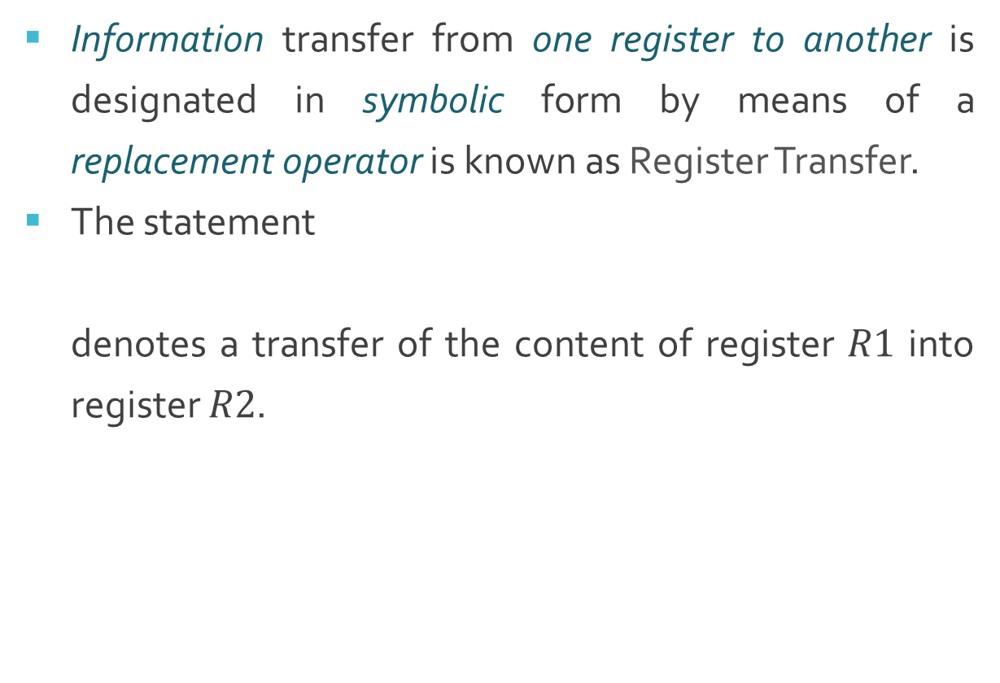 ▪ Information transfer from one register to another is
designated in symbolic form by means of a
replacement operator is known as Register Transfer.
▪ The statement
denotes a transfer of the content of register R1 into
register R2.